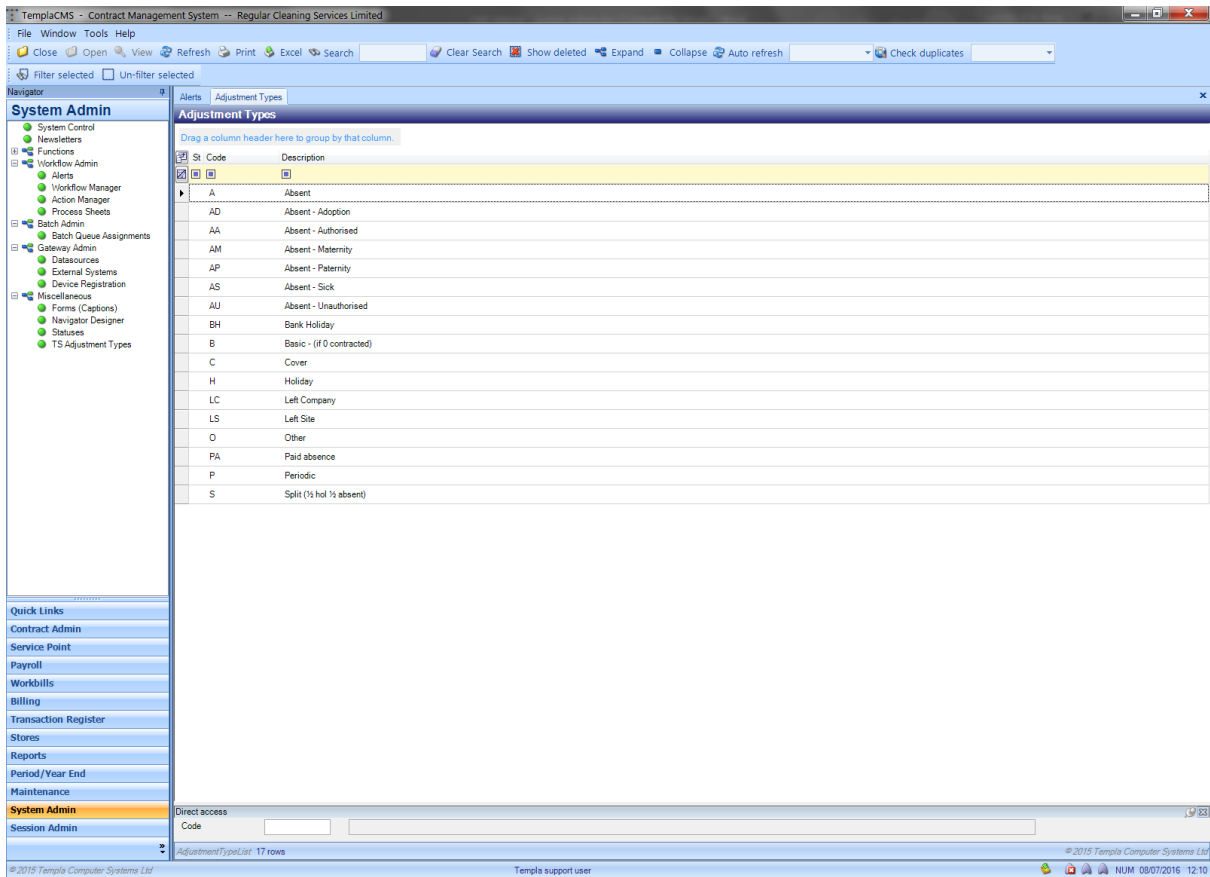 TemplaCMS - Contract Management System -- Regular Cleaning Services Limited
File Window Tools Help
Close Open View Refresh Print Excel Search Clear Search Show deleted Expand Collapse Auto refresh Check duplicates
Filter selected Un-filter selected
Navigator
System Admin
System Control
Newsletters
Functions
Workflow Admin
Alerts
Workflow Manager
Action Manager
Process Sheets
Batch Admin
Batch Queue Assignments
Gateway Admin
Datasources
External Systems
Device Registration
Miscellaneous
Forms (Captions)
Navigator Designer
Statuses
TS Adjustment Types
Quick Links
Contract Admin
Service Point
Payroll
Workbills
Billing
Transaction Register
Stores
Reports
Period/Year End
Maintenance
System Admin
Session Admin
Alerts Adjustment Types
Adjustment Types
Drag a column header here to group by that column.
St Code Description
A Absent
AD Absent - Adoption
AA Absent - Authorised
AM Absent - Maternity
AP Absent - Paternity
AS Absent - Sick
AU Absent - Unauthorised
BH Bank Holiday
B Basic - (if 0 contracted)
C Cover
H Holiday
LC Left Company
LS Left Site
O Other
PA Paid absence
P Periodic
S Split (½ hol ½ absent)
Direct access
Code
AdjustmentTypeList 17 rows © 2015 Templa Computer Systems Ltd
© 2015 Templa Computer Systems Ltd Templa support user NUM 08/07/2016 12:10